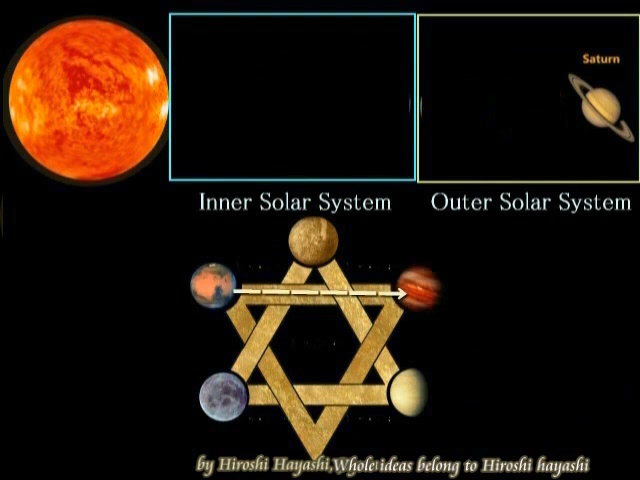 Saturn
Inner Solar System
Outer Solar System
by Hiroshi Hayashi,Whole ideas belong to Hiroshi hayashi